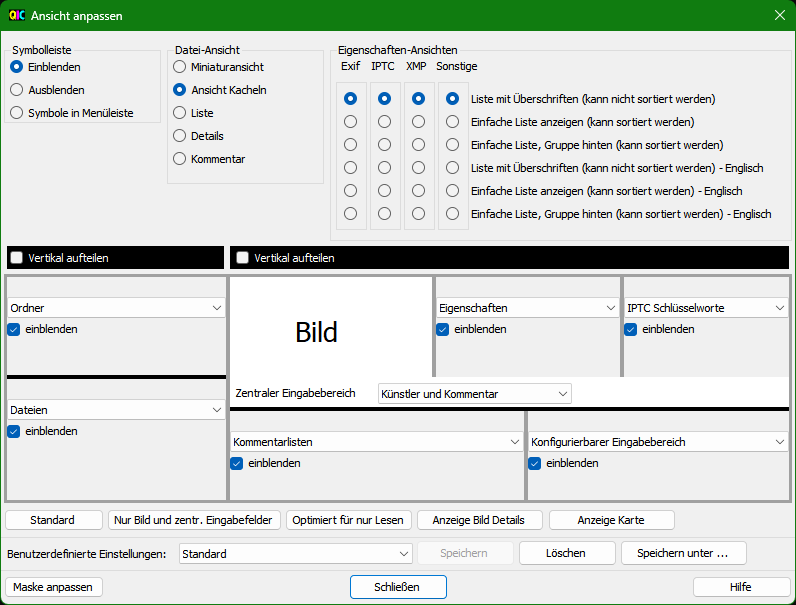 QIC Ansicht anpassen
Symbolleiste
Einblenden
Ausblenden
Symbole in Menüleiste
Datei-Ansicht
Miniaturansicht
Ansicht Kacheln
Liste
Details
Kommentar
Eigenschaften-Ansichten
Exif IPTC XMP Sonstige
Liste mit Überschriften (kann nicht sortiert werden)
Einfache Liste anzeigen (kann sortiert werden)
Einfache Liste, Gruppe hinten (kann sortiert werden)
Liste mit Überschriften (kann nicht sortiert werden) - Englisch
Einfache Liste anzeigen (kann sortiert werden) - Englisch
Einfache Liste, Gruppe hinten (kann sortiert werden) - Englisch
Vertikal aufteilen
Vertikal aufteilen
Ordner
einblenden
Dateien
einblenden
Bild
Eigenschaften
einblenden
IPTC Schlüsselworte
einblenden
Zentraler Eingabebereich Künstler und Kommentar
Kommentarlisten
einblenden
Konfigurierbarer Eingabebereich
einblenden
Standard Nur Bild und zentr. Eingabefelder Optimiert für nur Lesen Anzeige Bild Details Anzeige Karte
Benutzerdefinierte Einstellungen: Standard Speichern Löschen Speichern unter ...
Maske anpassen Schließen Hilfe